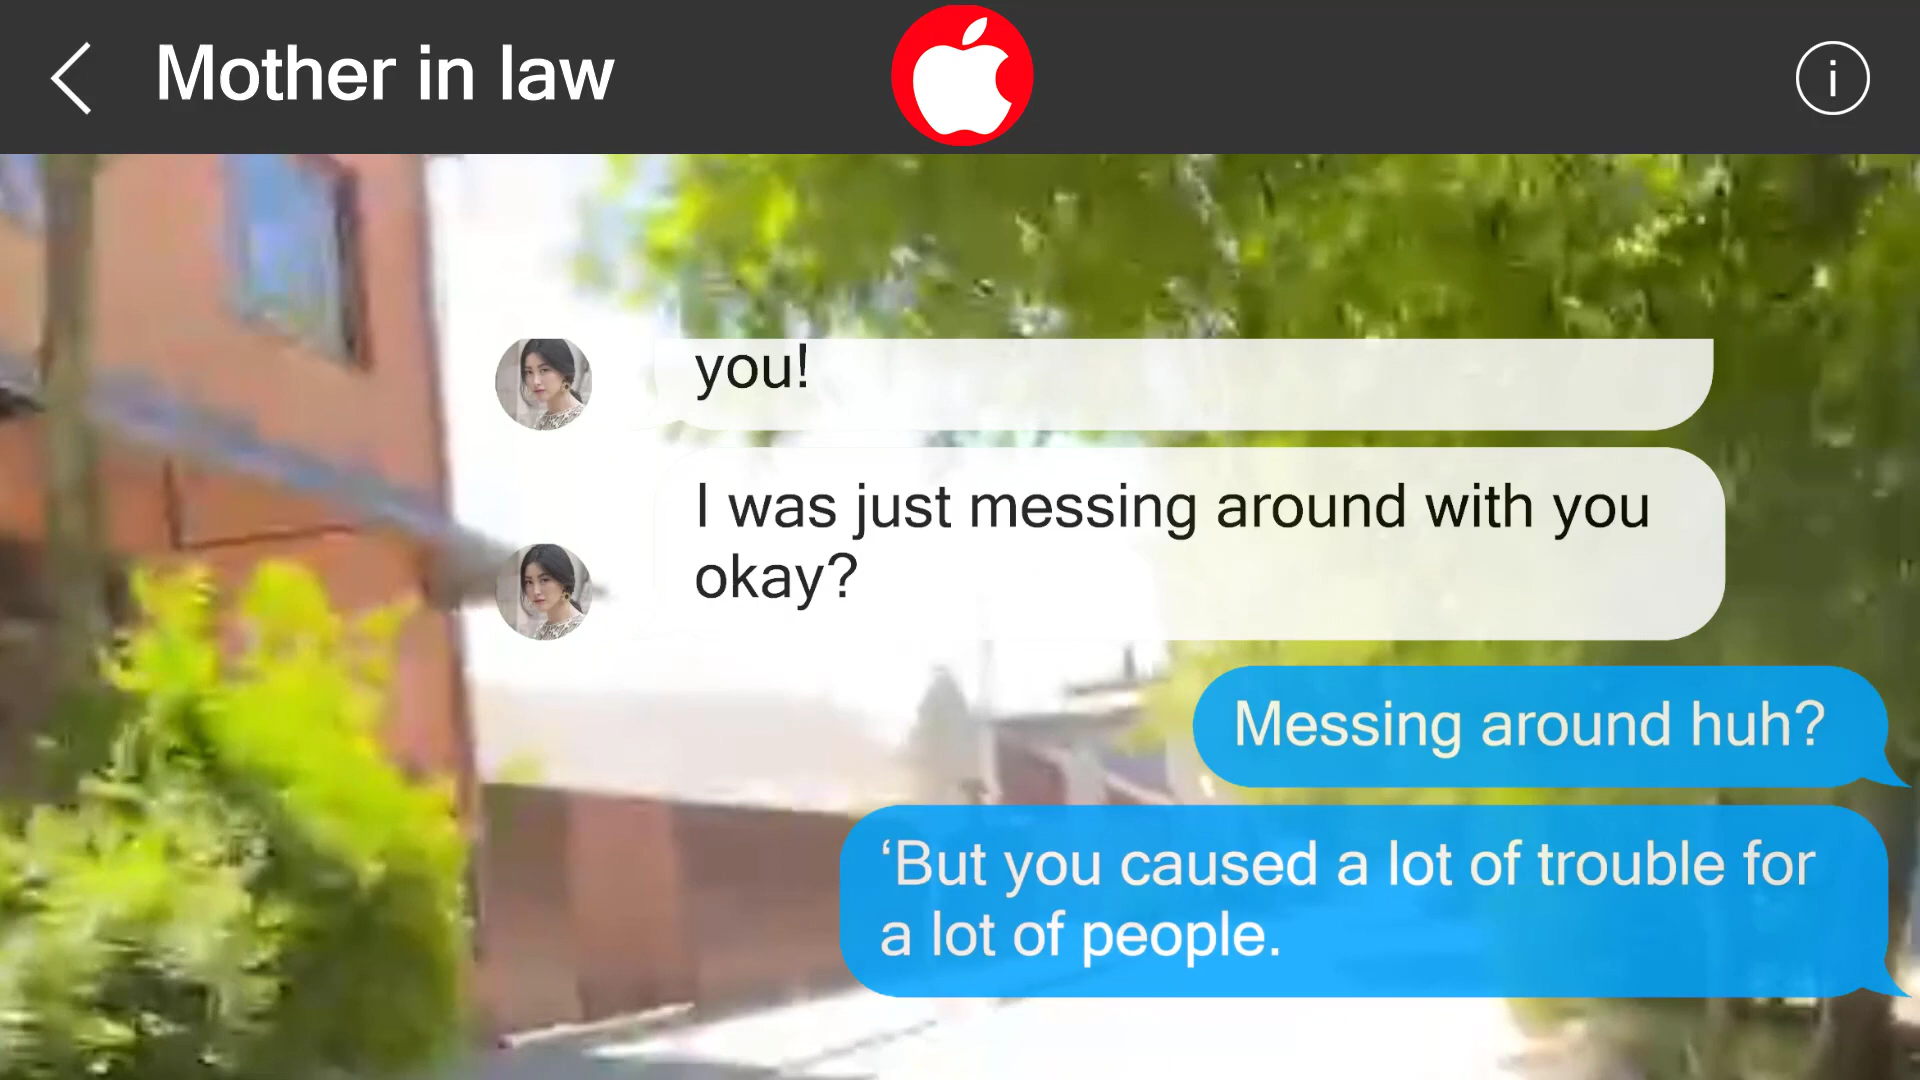 Mother in law
i
you!
I was just messing around with you
okay?
Messing around huh?
‘But you caused a lot of trouble for
a lot of people.